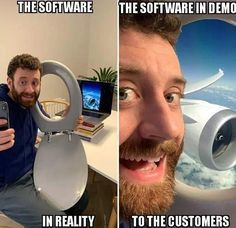 THE SOFTWARE
IN REALITY
THE SOFTWARE IN DEMO
TO THE CUSTOMERS